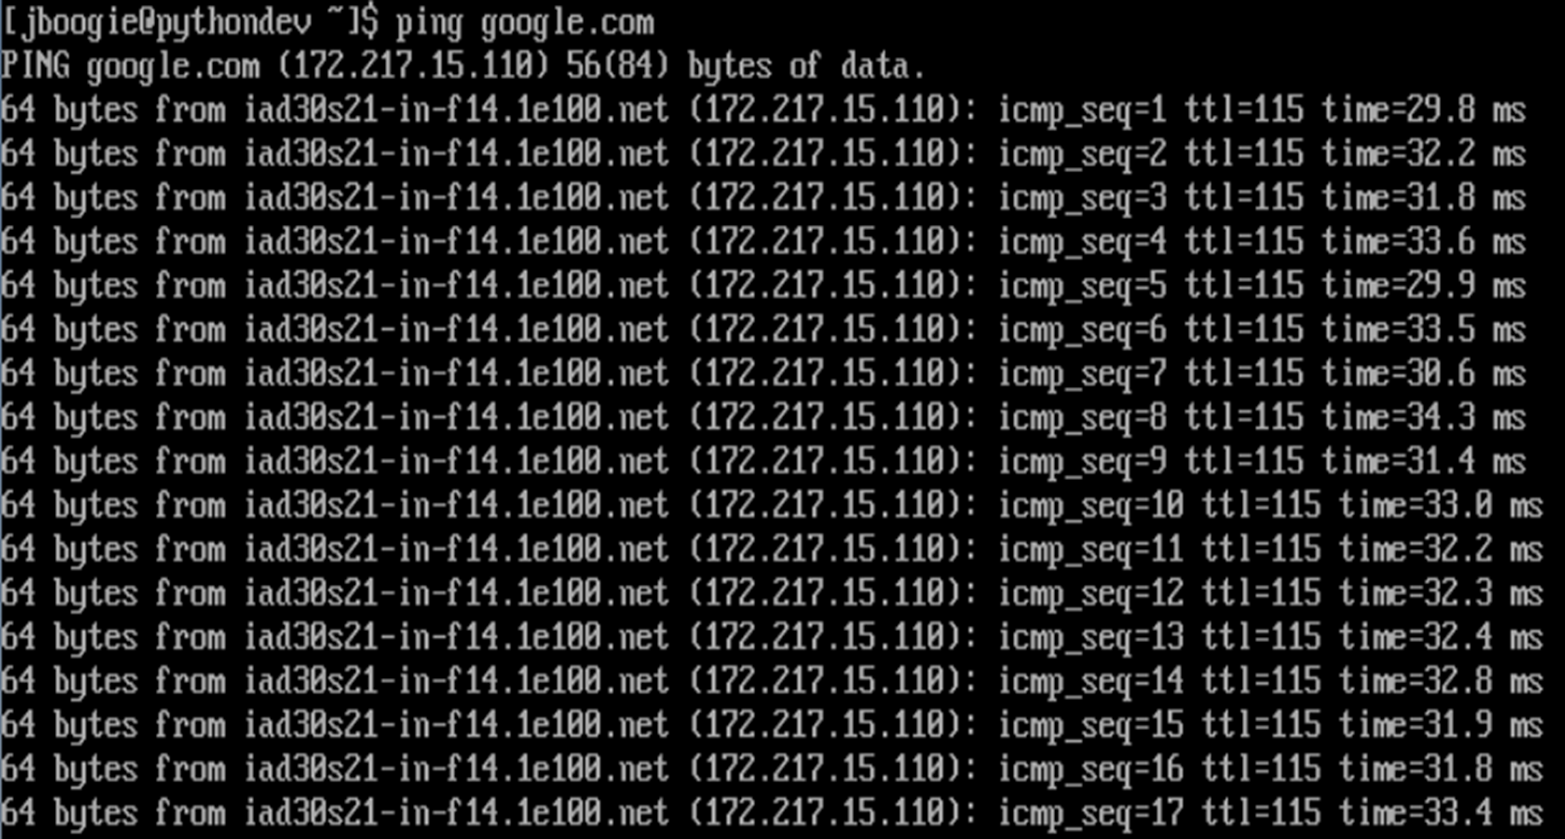 [jboogie@pythondev ~]$ ping google.com
PING google.com (172.217.15.110) 56(84) bytes of data.
64 bytes from iad30s21-in-f14.1e100.net (172.217.15.110): icmp_seq=1 ttl=115 time=29.8 ms
64 bytes from iad30s21-in-f14.1e100.net (172.217.15.110): icmp_seq=2 ttl=115 time=32.2 ms
64 bytes from iad30s21-in-f14.1e100.net (172.217.15.110): icmp_seq=3 ttl=115 time=31.8 ms
64 bytes from iad30s21-in-f14.1e100.net (172.217.15.110): icmp_seq=4 ttl=115 time=33.6 ms
64 bytes from iad30s21-in-f14.1e100.net (172.217.15.110): icmp_seq=5 ttl=115 time=29.9 ms
64 bytes from iad30s21-in-f14.1e100.net (172.217.15.110): icmp_seq=6 ttl=115 time=33.5 ms
64 bytes from iad30s21-in-f14.1e100.net (172.217.15.110): icmp_seq=7 ttl=115 time=30.6 ms
64 bytes from iad30s21-in-f14.1e100.net (172.217.15.110): icmp_seq=8 ttl=115 time=34.3 ms
64 bytes from iad30s21-in-f14.1e100.net (172.217.15.110): icmp_seq=9 ttl=115 time=31.4 ms
64 bytes from iad30s21-in-f14.1e100.net (172.217.15.110): icmp_seq=10 ttl=115 time=33.0 ms
64 bytes from iad30s21-in-f14.1e100.net (172.217.15.110): icmp_seq=11 ttl=115 time=32.2 ms
64 bytes from iad30s21-in-f14.1e100.net (172.217.15.110): icmp_seq=12 ttl=115 time=32.3 ms
64 bytes from iad30s21-in-f14.1e100.net (172.217.15.110): icmp_seq=13 ttl=115 time=32.4 ms
64 bytes from iad30s21-in-f14.1e100.net (172.217.15.110): icmp_seq=14 ttl=115 time=32.8 ms
64 bytes from iad30s21-in-f14.1e100.net (172.217.15.110): icmp_seq=15 ttl=115 time=31.9 ms
64 bytes from iad30s21-in-f14.1e100.net (172.217.15.110): icmp_seq=16 ttl=115 time=31.8 ms
64 bytes from iad30s21-in-f14.1e100.net (172.217.15.110): icmp_seq=17 ttl=115 time=33.4 ms